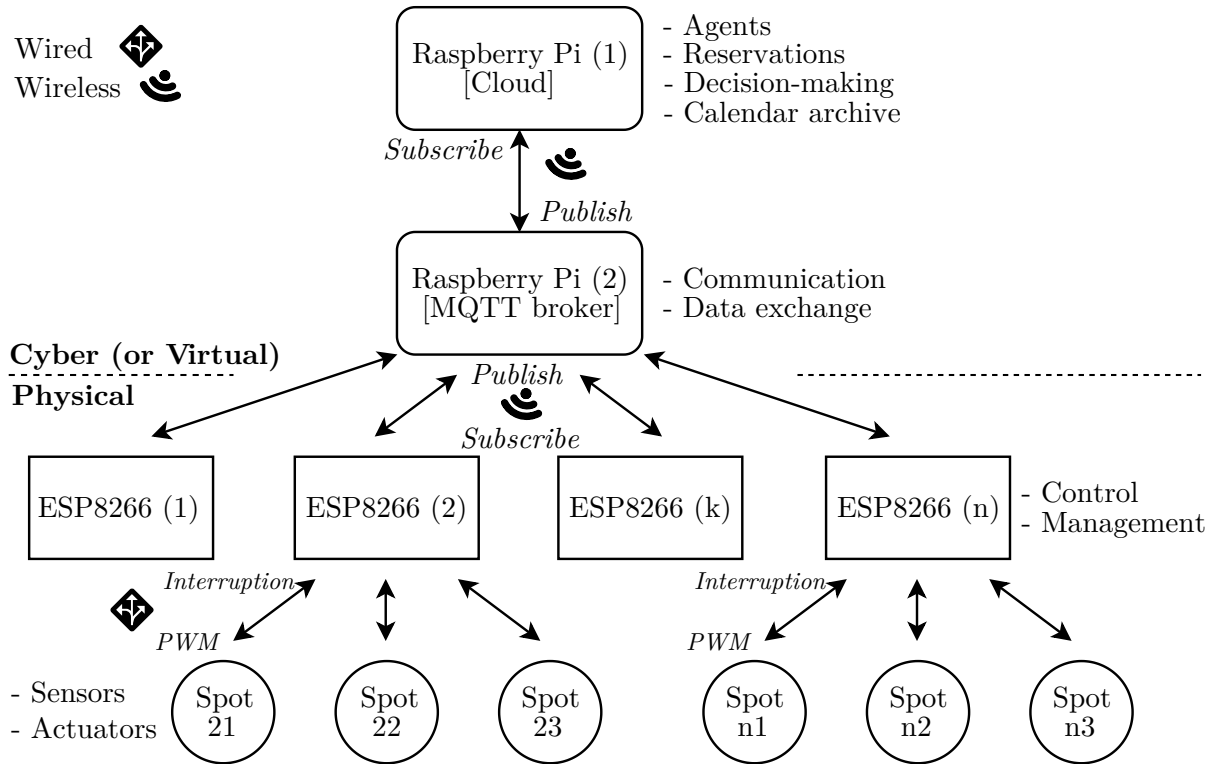 Wired
Wireless
Raspberry Pi (1)
[Cloud]
- Agents
- Reservations
- Decision-making
- Calendar archive
Subscribe
Publish
Raspberry Pi (2)
[MQTT broker]
- Communication
- Data exchange
Cyber (or Virtual)
Physical
Publish
Subscribe
ESP8266 (1)
ESP8266 (2)
ESP8266 (k)
ESP8266 (n)
- Control
- Management
Interruption
Interruption
PWM
PWM
- Sensors
- Actuators
Spot
21
Spot
22
Spot
23
Spot
n1
Spot
n2
Spot
n3